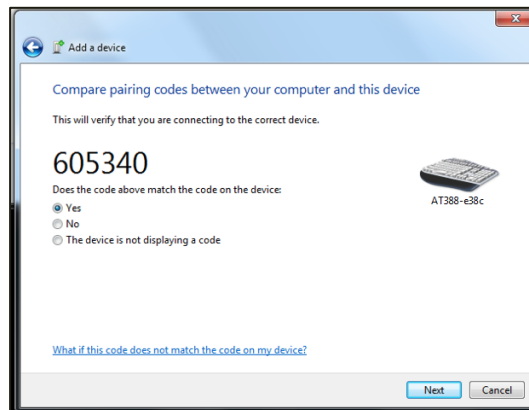 Add a device
Compare pairing codes between your computer and this device
This will verify that you are connecting to the correct device.
605340
Does the code above match the code on the device:
Yes
No
The device is not displaying a code
AT388-e38c
What if this code does not match the code on my device?
Next
Cancel